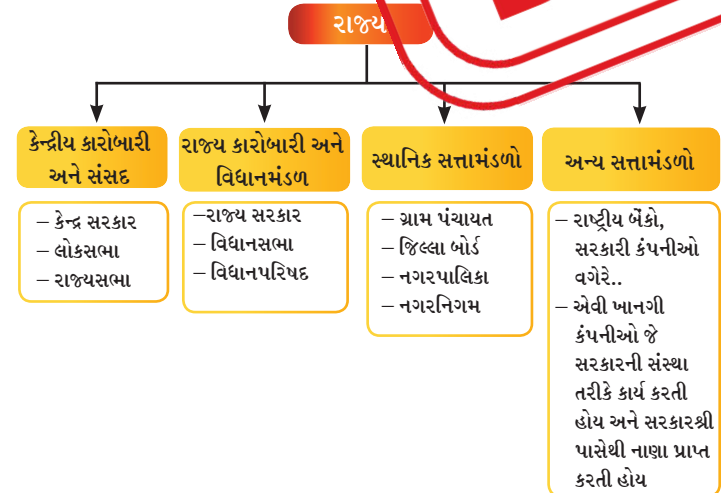 રાજ્ય
કેન્દ્રીય કારોબારી
અને સંસદ
– કેન્દ્ર સરકાર
– લોકસભા
– રાજ્યસભા
રાજ્ય કારોબારી અને
વિધાનમંડળ
–રાજ્ય સરકાર
– વિધાનસભા
– વિધાનપરિષદ
સ્થાનિક સત્તામંડળો
– ગ્રામ પંચાયત
– જિલ્લા બોર્ડ
– નગરપાલિકા
– નગરનિગમ
અન્ય સત્તામંડળો
– રાષ્ટ્રીય બેંકો,
સરકારી કંપનીઓ
વગેરે..
– એવી ખાનગી
કંપનીઓ જે
સરકારની સંસ્થા
તરીકે કાર્ય કરતી
હોય અને સરકારશ્રી
પાસેથી નાણા પ્રાપ્ત
કરતી હોય